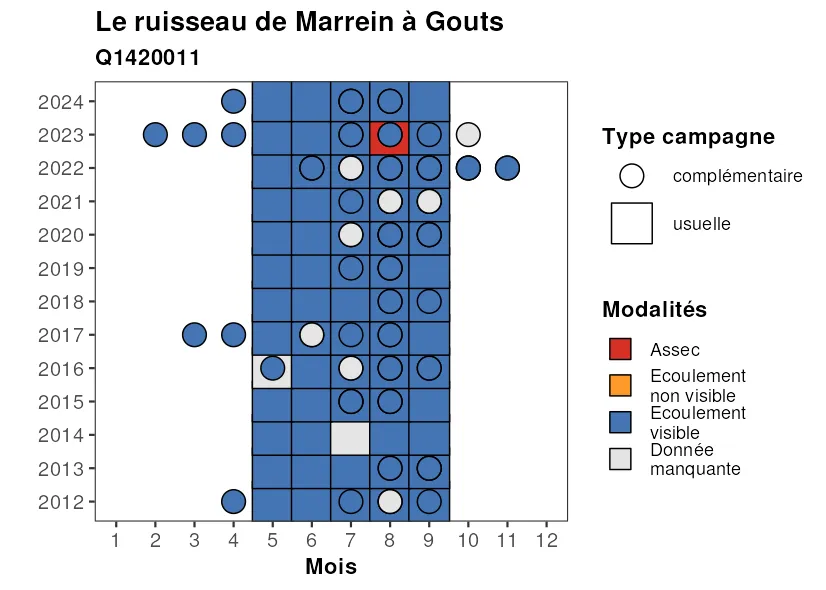 Le ruisseau de Marrein à Gouts
Q1420011
2024
2023
2022
2021
2020
2019
2018
2017
2016
2015
2014
2013
2012
1 2 3 4 5 6 7 8 9 10 11 12
Mois
Type campagne
complémentaire
usuelle
Modalités
Assec
Ecoulement
non visible
Ecoulement
visible
Donnée
manquante